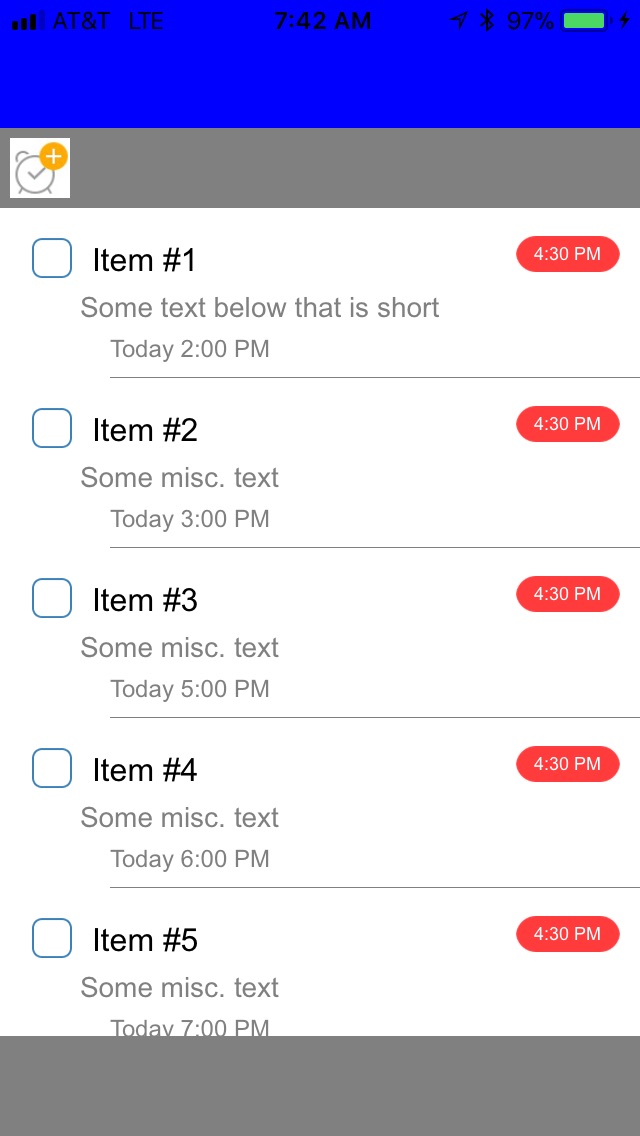 AT&T LTE 7:42 AM 97%
Item #1 4:30 PM
Some text below that is short
Today 2:00 PM
Item #2 4:30 PM
Some misc. text
Today 3:00 PM
Item #3 4:30 PM
Some misc. text
Today 5:00 PM
Item #4 4:30 PM
Some misc. text
Today 6:00 PM
Item #5 4:30 PM
Some misc. text
Today 7:00 PM